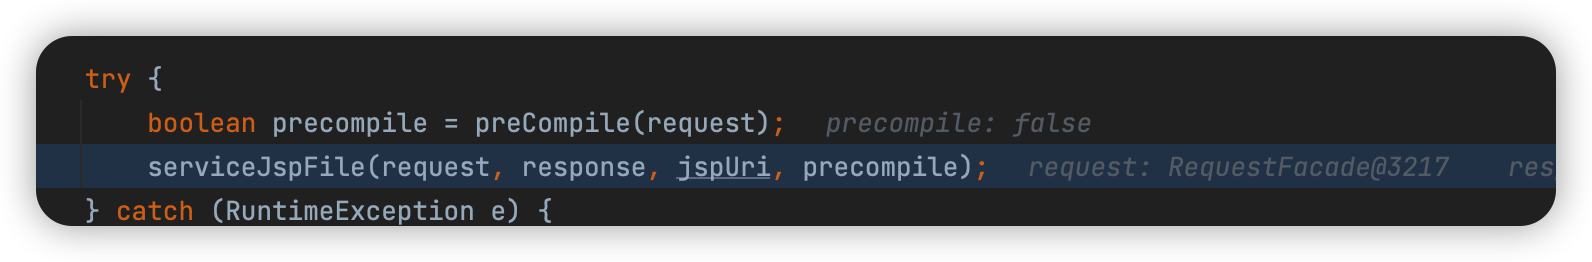 try {
boolean precompile = preCompile(request); precompile: false
serviceJspFile(request, response, jspUri, precompile); request: RequestFacade@3217 res
} catch (RuntimeException e) {